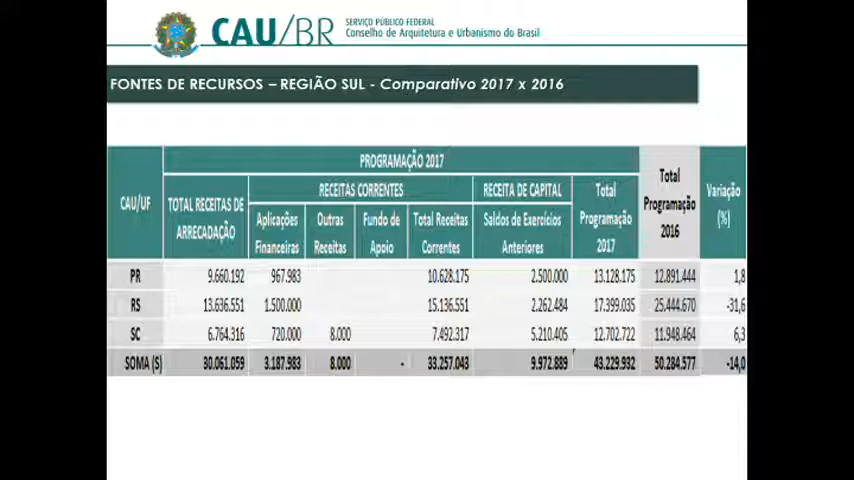 CAU/BR
SERVIÇO PÚBLICO FEDERAL
Conselho de Arquitetura e Urbanismo do Brasil
FONTES DE RECURSOS – REGIÃO SUL - Comparativo 2017 x 2016
CAU/UF
PROGRAMAÇÃO 2017
Total Programação 2016
Variação (%)
TOTAL RECEITAS DE ARRECADAÇÃO
RECEITAS CORRENTES
RECEITA DE CAPITAL
Total Programação 2017
Aplicações Financeiras
Outras Receitas
Fundo de Apoio
Total Receitas Correntes
Saldos de Exercícios Anteriores
PR 9.660.192 967.983 10.628.175 2.500.000 13.128.175 12.891.444 1,8
RS 13.636.551 1.500.000 15.136.551 2.262.484 17.399.035 25.444.670 -31,6
SC 6.764.316 720.000 8.000 7.492.317 5.210.405 12.702.722 11.948.464 6,3
SOMA (S) 30.061.059 3.187.983 8.000 - 33.257.043 9.972.889 43.229.932 50.284.577 -14,0